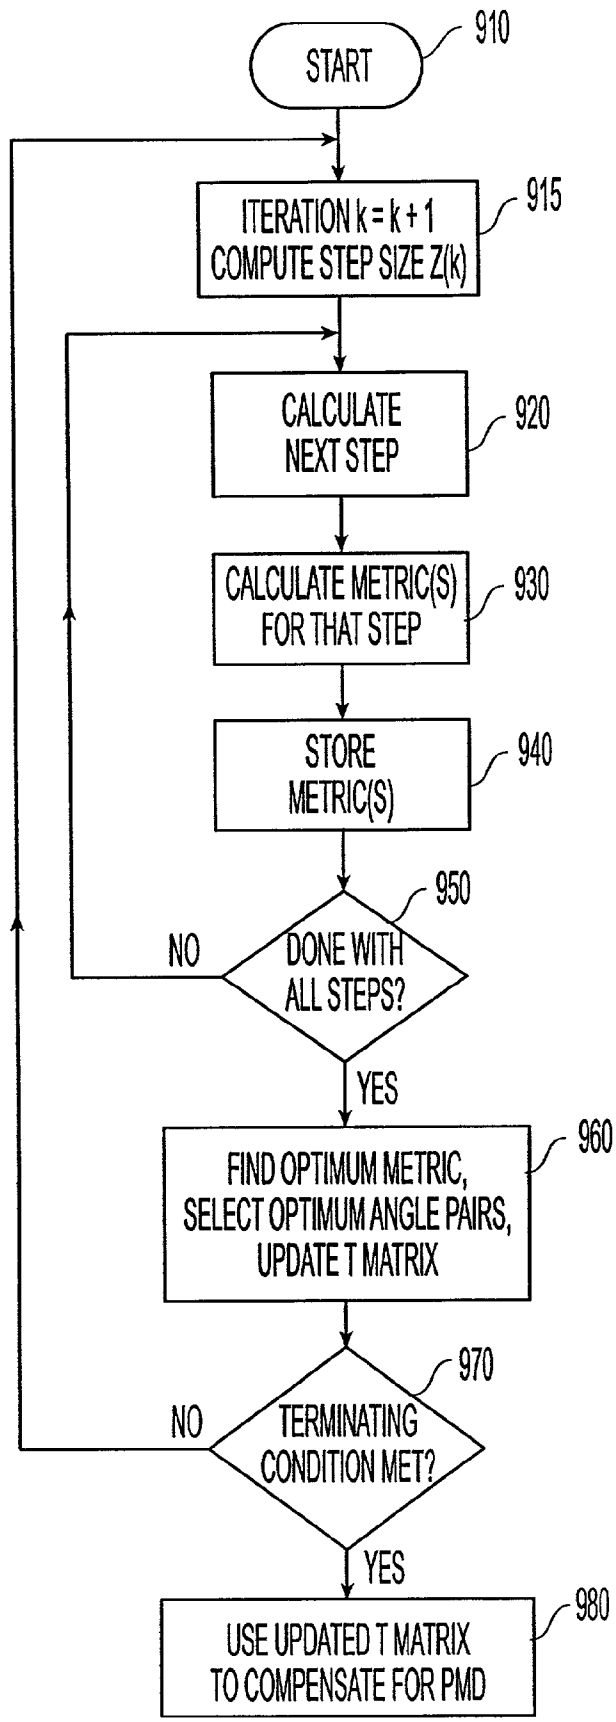 910
START
915
ITERATION k = k + 1
COMPUTE STEP SIZE Z(k)
920
CALCULATE
NEXT STEP
930
CALCULATE METRIC(S)
FOR THAT STEP
940
STORE
METRIC(S)
950
DONE WITH
ALL STEPS?
NO
YES
960
FIND OPTIMUM METRIC,
SELECT OPTIMUM ANGLE PAIRS,
UPDATE T MATRIX
970
TERMINATING
CONDITION MET?
NO
YES
980
USE UPDATED T MATRIX
TO COMPENSATE FOR PMD